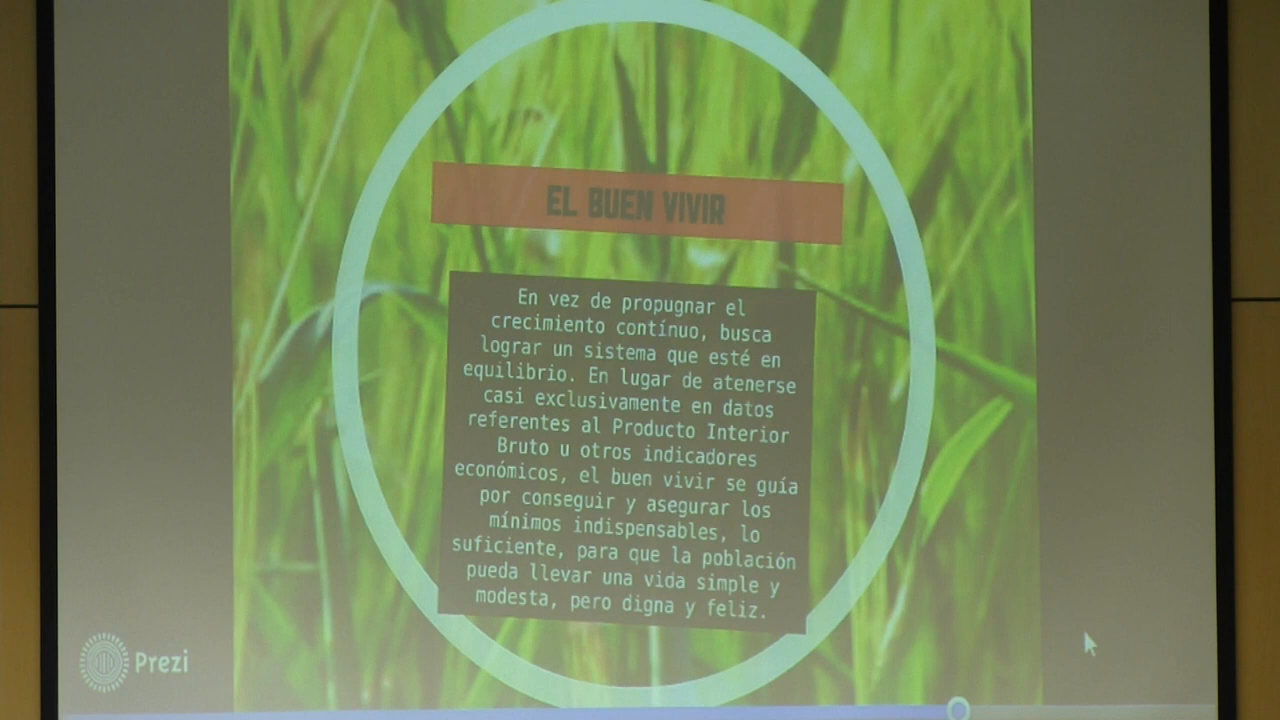 EL BUEN VIVIR
En vez de propugnar el
crecimiento contínuo, busca
lograr un sistema que esté en
equilibrio. En lugar de atenerse
casi exclusivamente en datos
referentes al Producto Interior
Bruto u otros indicadores
económicos, el buen vivir se guía
por conseguir y asegurar los
mínimos indispensables, lo
suficiente, para que la población
pueda llevar una vida simple y
modesta, pero digna y feliz.
Prezi